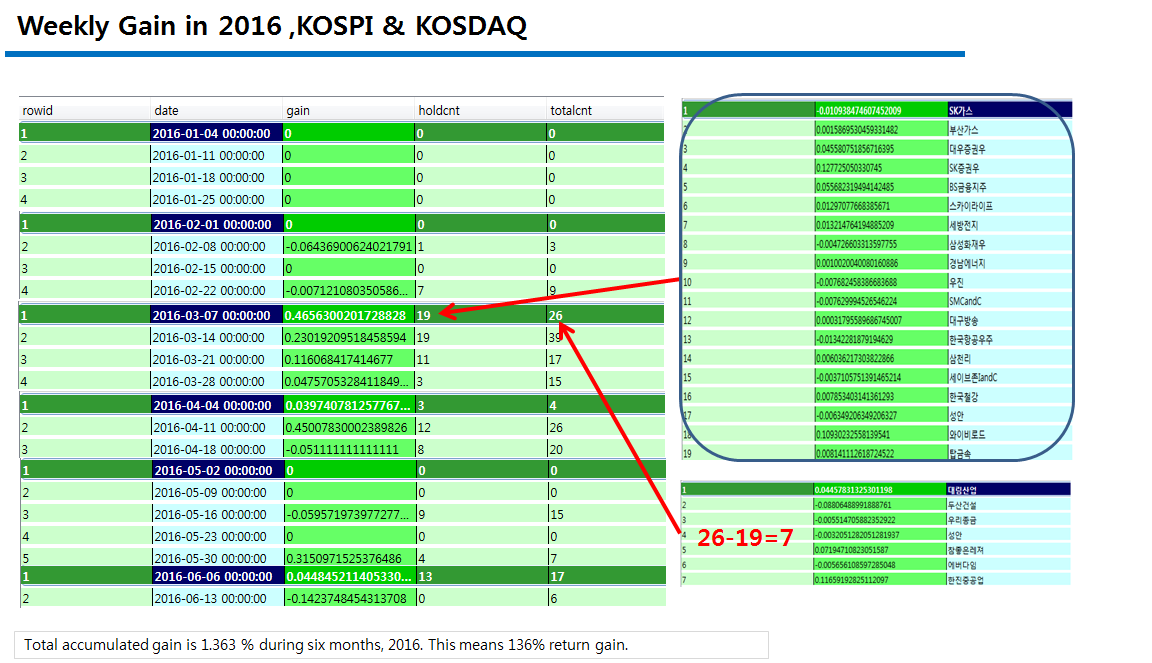 Weekly Gain in 2016 ,KOSPI & KOSDAQ
rowid date gain holdcnt totalcnt
1 2016-01-04 00:00:00 0 0 0
2 2016-01-11 00:00:00 0 0 0
3 2016-01-18 00:00:00 0 0 0
4 2016-01-25 00:00:00 0 0 0
1 2016-02-01 00:00:00 0 0 0
2 2016-02-08 00:00:00 -0.06436900624021791 1 3
3 2016-02-15 00:00:00 0 0 0
4 2016-02-22 00:00:00 -0.007121080350586... 7 9
1 2016-03-07 00:00:00 0.4656300201728828 19 26
2 2016-03-14 00:00:00 0.23019209518458594 19 39
3 2016-03-21 00:00:00 0.116068417414677 11 17
4 2016-03-28 00:00:00 0.0475705328411849... 3 15
1 2016-04-04 00:00:00 0.039740781257767... 3 4
2 2016-04-11 00:00:00 0.45007830002389826 12 26
3 2016-04-18 00:00:00 -0.051111111111111 8 20
1 2016-05-02 00:00:00 0 0 0
2 2016-05-09 00:00:00 0 0 0
3 2016-05-16 00:00:00 -0.059571973977277... 9 15
4 2016-05-23 00:00:00 0 0 0
5 2016-05-30 00:00:00 0.3150971525376486 4 7
1 2016-06-06 00:00:00 0.044845211405330... 13 17
2 2016-06-13 00:00:00 -0.1423748454313708 0 6
1 -0.010938474607452009 SK가스
2 0.0015869530459331482 부산가스
3 0.045580751856716395 대우증권우
4 0.127725050330745 SK증권우
5 0.055682319494142485 BS금융지주
6 0.01297077668385671 스카이라이프
7 0.013214764194885209 세방전지
8 -0.004726603313597755 삼성화재우
9 0.0010020040080160886 경남에너지
10 -0.007682458386683688 우진
11 -0.007629994526546224 SMCandC
12 0.00031795589686745007 대구방송
13 -0.01342281879194629 한국항공우주
14 0.006036217303822866 삼천리
15 -0.0037105751391465214 세이브존IandC
16 0.007853403141361293 한국철강
17 -0.006349206349206327 성안
18 0.10930232558139541 와이비로드
19 0.008141112618724522 탑금속
1 0.04457831325301198 대림산업
2 -0.08806488991888761 두산건설
3 -0.005514705882352922 우리종금
4 -0.0032051282051281937 성안
5 0.07194710823051587 참좋은레져
6 -0.005656108597285048 에버다임
7 0.11659192825112097 한진중공업
26-19=7
Total accumulated gain is 1.363 % during six months, 2016. This means 136% return gain.